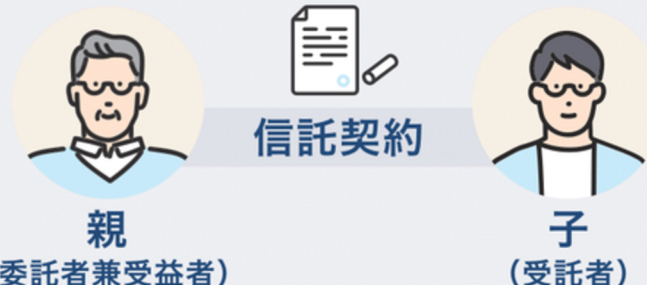 信託契約
親
子
委託者兼受益者）
（受託者）